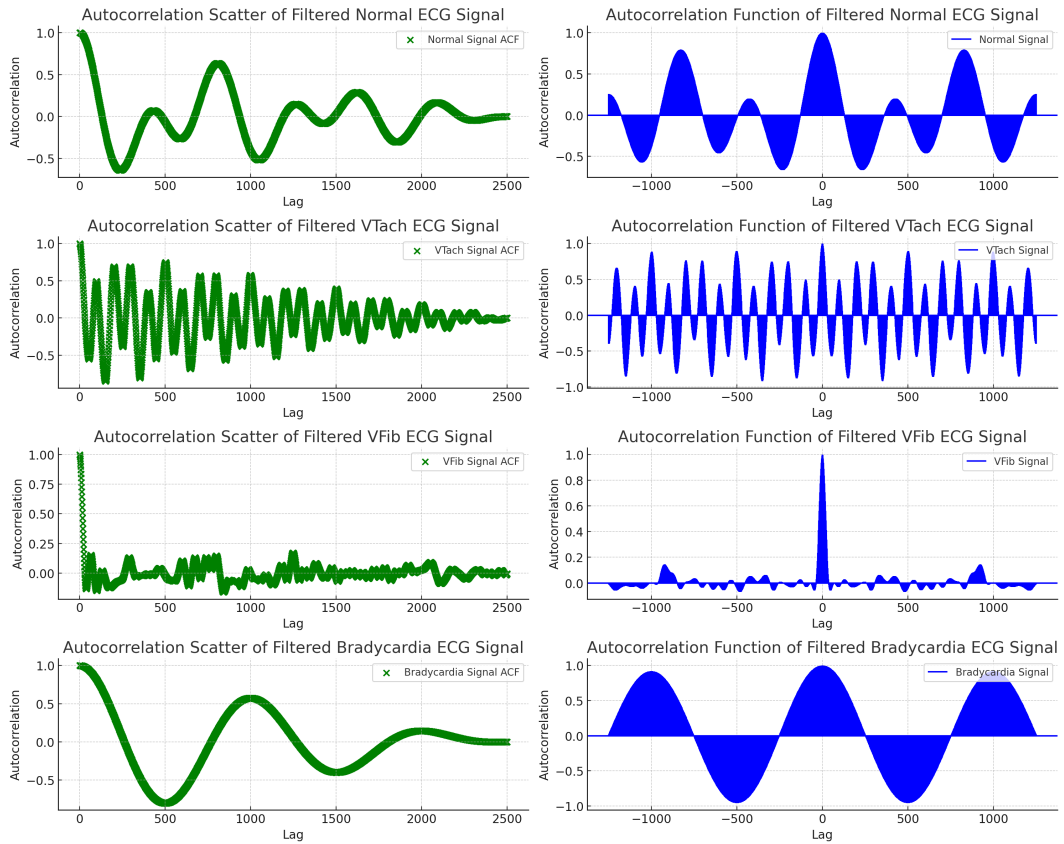 Autocorrelation Scatter of Filtered Normal ECG Signal
1.0
0.5
0.0
−0.5
Autocorrelation
Normal Signal ACF
0 500 1000 1500 2000 2500
Lag
Autocorrelation Function of Filtered Normal ECG Signal
1.0
0.5
0.0
−0.5
Autocorrelation
Normal Signal
−1000 −500 0 500 1000
Lag
Autocorrelation Scatter of Filtered VTach ECG Signal
1.0
0.5
0.0
−0.5
Autocorrelation
VTach Signal ACF
0 500 1000 1500 2000 2500
Lag
Autocorrelation Function of Filtered VTach ECG Signal
1.0
0.5
0.0
−0.5
−1.0
Autocorrelation
VTach Signal
−1000 −500 0 500 1000
Lag
Autocorrelation Scatter of Filtered VFib ECG Signal
1.00
0.75
0.50
0.25
0.00
Autocorrelation
VFib Signal ACF
0 500 1000 1500 2000 2500
Lag
Autocorrelation Function of Filtered VFib ECG Signal
1.0
0.8
0.6
0.4
0.2
0.0
Autocorrelation
VFib Signal
−1000 −500 0 500 1000
Lag
Autocorrelation Scatter of Filtered Bradycardia ECG Signal
1.0
0.5
0.0
−0.5
Autocorrelation
Bradycardia Signal ACF
0 500 1000 1500 2000 2500
Lag
Autocorrelation Function of Filtered Bradycardia ECG Signal
1.0
0.5
0.0
−0.5
−1.0
Autocorrelation
Bradycardia Signal
−1000 −500 0 500 1000
Lag